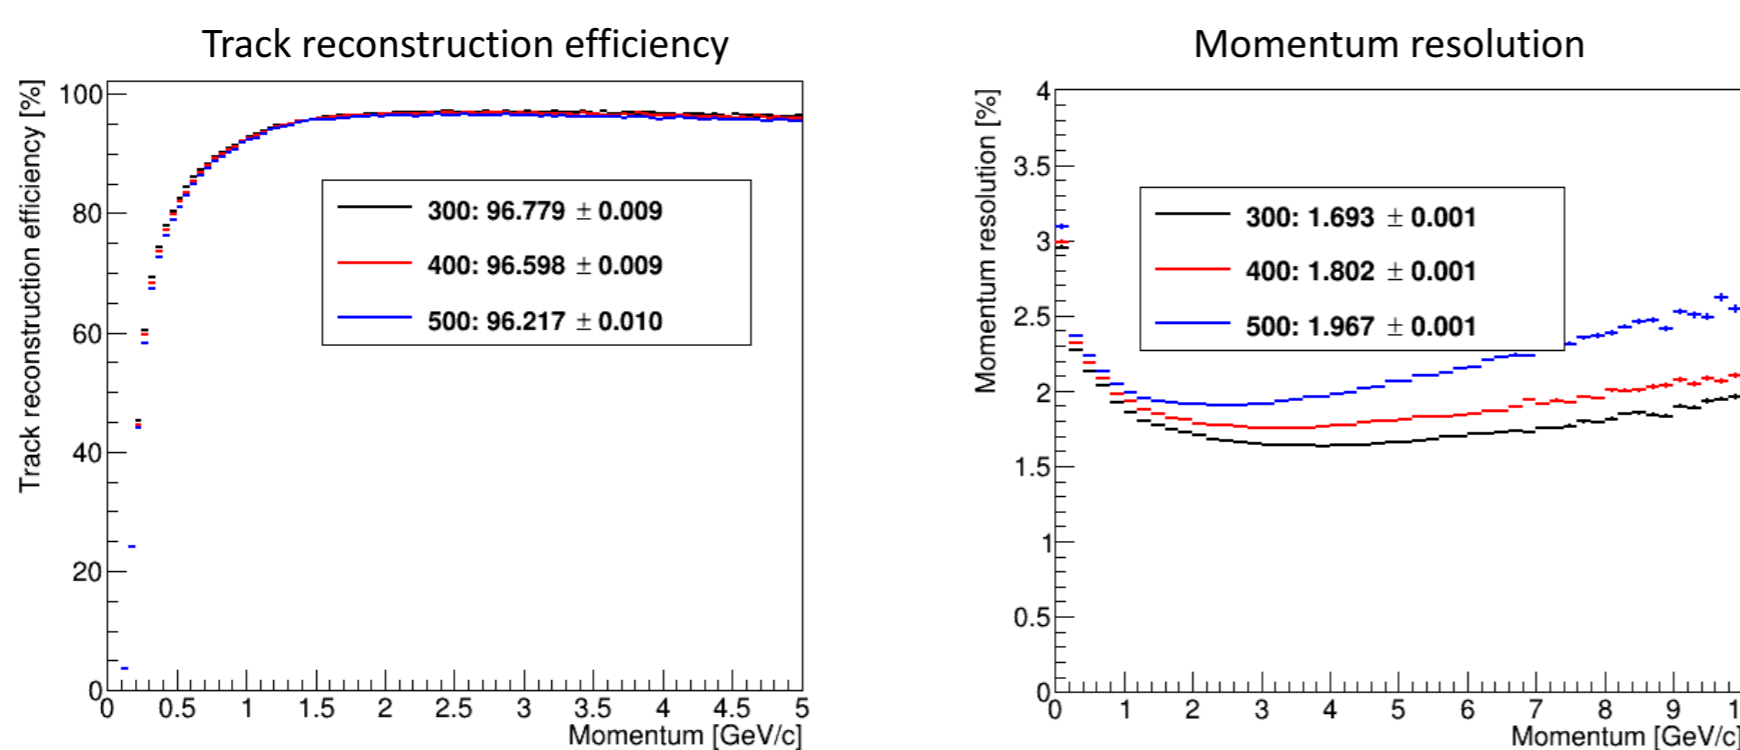 Track reconstruction efficiency
Track reconstruction efficiency [%]
100
80
60
40
20
0
300: 96.779 ± 0.009
400: 96.598 ± 0.009
500: 96.217 ± 0.010
0 0.5 1 1.5 2 2.5 3 3.5 4 4.5 5
Momentum [GeV/c]
Momentum resolution
Momentum resolution [%]
4
3.5
3
2.5
2
1.5
1
0.5
0
300: 1.693 ± 0.001
400: 1.802 ± 0.001
500: 1.967 ± 0.001
0 1 2 3 4 5 6 7 8 9 1
Momentum [GeV/c]